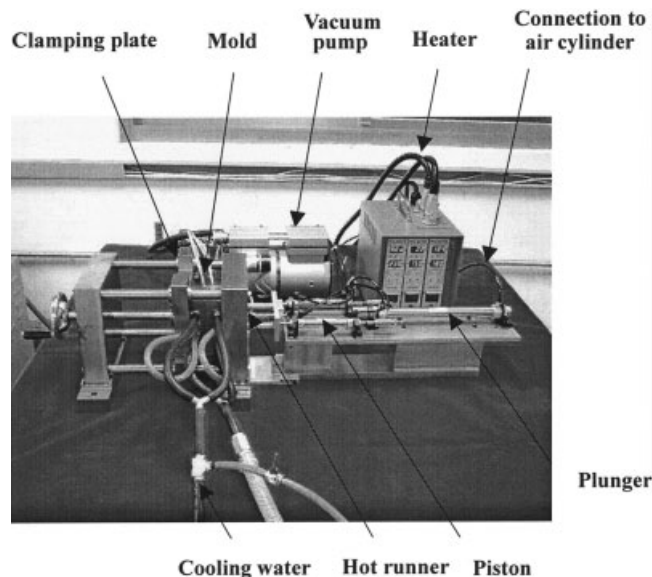 Clamping plate
Mold
Vacuum
pump
Heater
Connection to
air cylinder
Plunger
Cooling water
Hot runner
Piston